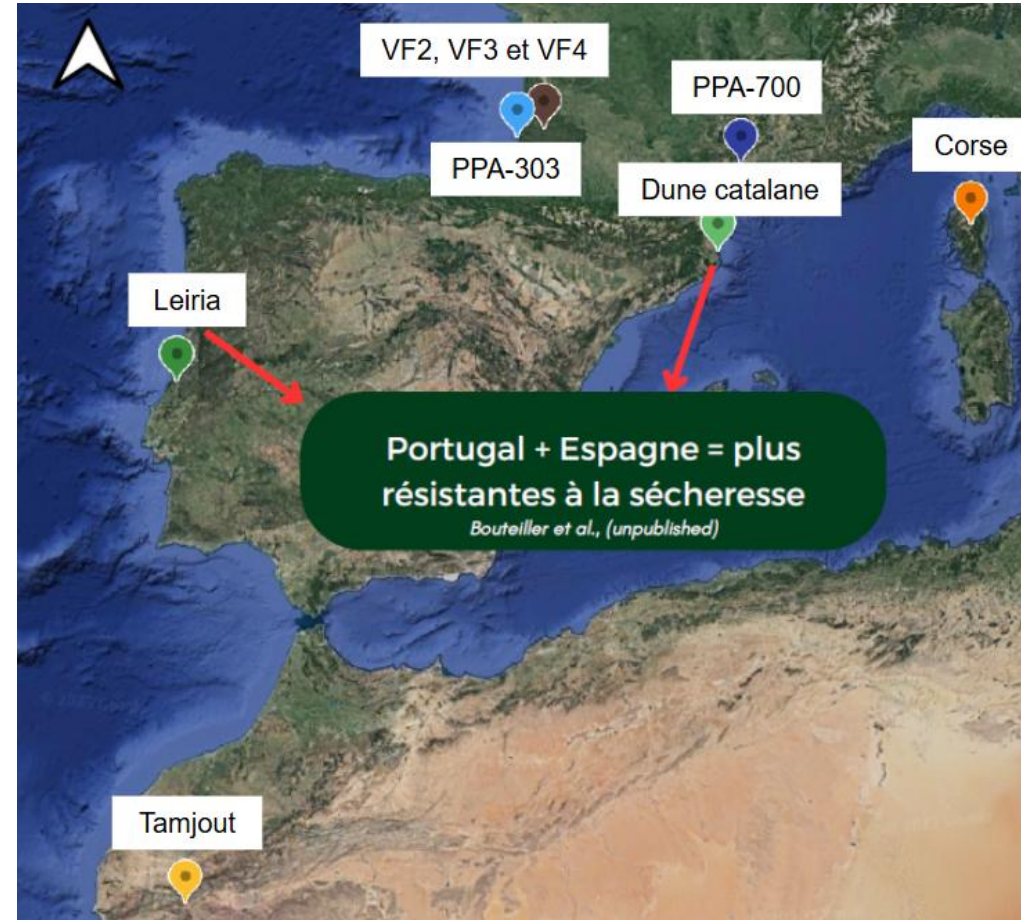 VF2, VF3 et VF4
PPA-700
PPA-303
Corse
Dune catalane
Leiria
Portugal + Espagne = plus
résistantes à la sécheresse
Bouteiller et al., (unpublished)
Tamjout